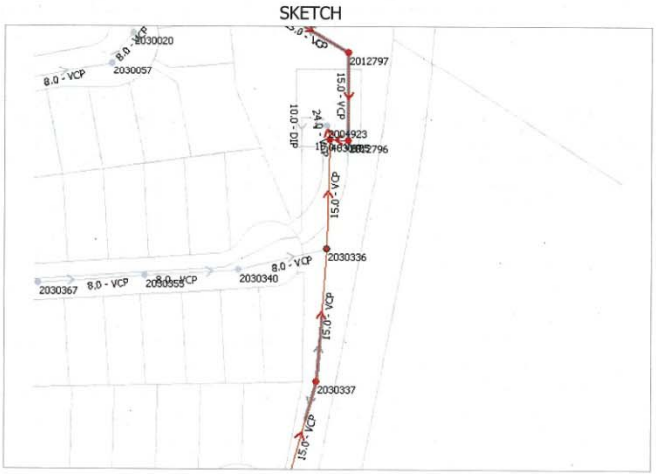 SKETCH
15.0 - VCP
2030020
8.0 - VCP
2030057
8.0 - VCP
2012797
15.0 - VCP
10.0 - DIP
24.0 -
2004923
2012796
15.0 - VCP
2030336
8.0 - VCP
2030340
8.0 - VCP
2030353
8.0 - VCP
2030367
15.0 - VCP
2030337
15.0 - VCP